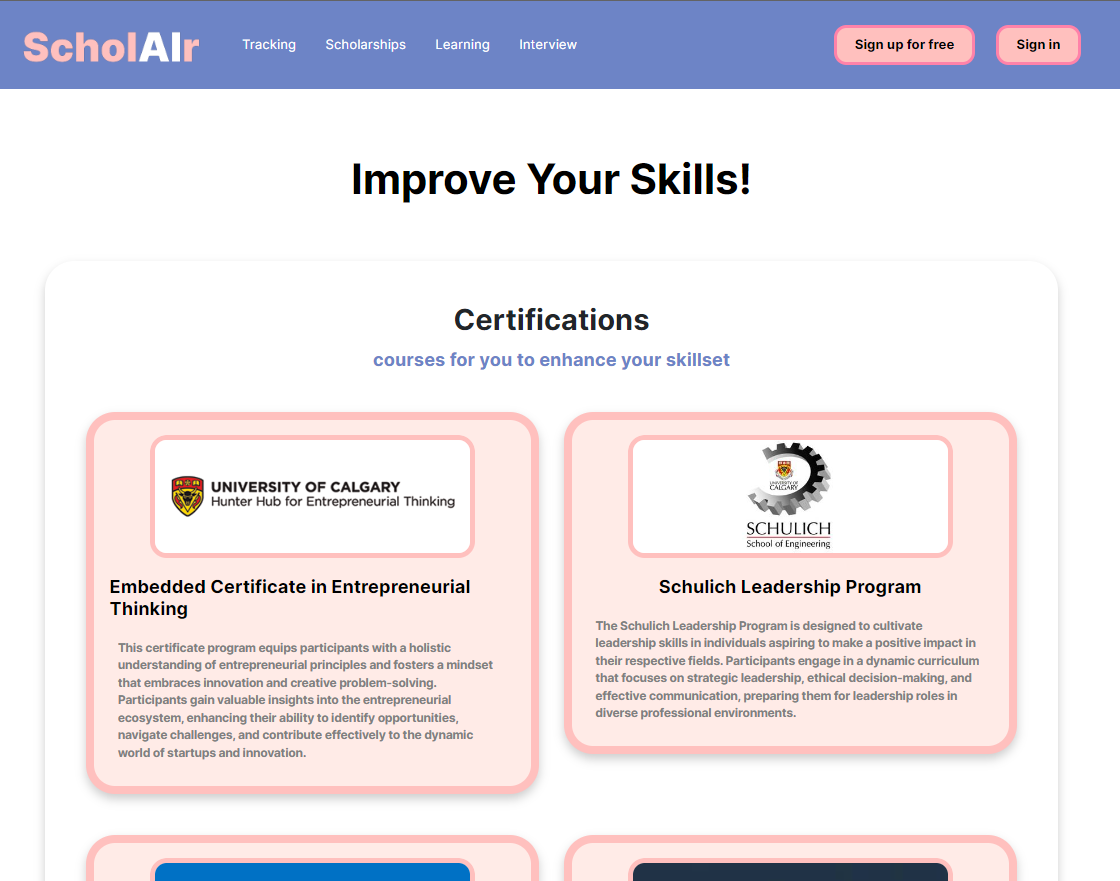 ScholAIr
Tracking
Scholarships
Learning
Interview
Sign up for free
Sign in
Improve Your Skills!
Certifications
courses for you to enhance your skillset
UNIVERSITY OF CALGARY
Hunter Hub for Entrepreneurial Thinking
Embedded Certificate in Entrepreneurial
Thinking
This certificate program equips participants with a holistic
understanding of entrepreneurial principles and fosters a mindset
that embraces innovation and creative problem-solving.
Participants gain valuable insights into the entrepreneurial
ecosystem, enhancing their ability to identify opportunities,
navigate challenges, and contribute effectively to the dynamic
world of startups and innovation.
UNIVERSITY OF
CALGARY
SCHULICH
School of Engineering
Schulich Leadership Program
The Schulich Leadership Program is designed to cultivate
leadership skills in individuals aspiring to make a positive impact in
their respective fields. Participants engage in a dynamic curriculum
that focuses on strategic leadership, ethical decision-making, and
effective communication, preparing them for leadership roles in
diverse professional environments.